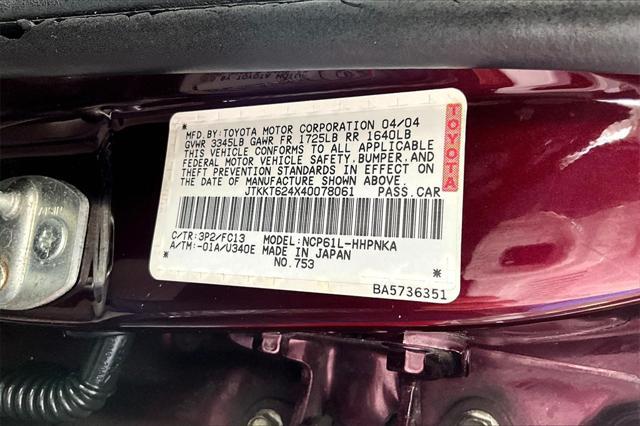 MFD.BY:TOYOTA MOTOR CORPORATION 04/04
GVWR 3345LB GAWR FR 1725LB RR 1640LB
THIS VEHICLE CONFORMS TO ALL APPLICABLE
FEDERAL MOTOR VEHICLE SAFETY,BUMPER,AND
THEFT PREVENTION STANDARDS IN EFFECT ON
THE DATE OF MANUFACTURE SHOWN ABOVE.
JTKKT624X40078061 PASS.CAR
TOYOTA
C/TR:3P2/FC13 MODEL:NCP61L-HHPNKA
A/TM:-01A/U340E MADE IN JAPAN
NO.753
BA5736351
AISIN